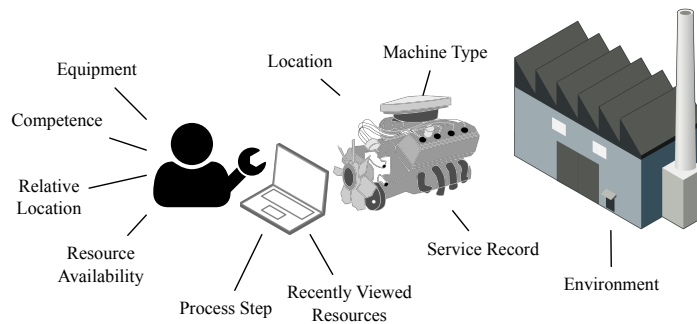 Equipment
Competence
Relative
Location
Resource
Availability
Process Step
Recently Viewed
Resources
Location
Machine Type
Service Record
Environment